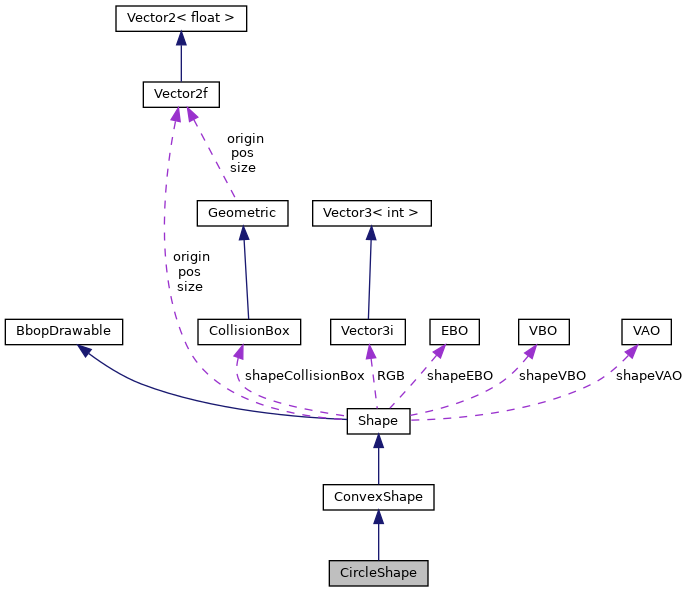 Vector2< float >
Vector2f
origin
pos
size
Geometric
Vector3< int >
origin
pos
size
BbopDrawable
CollisionBox
Vector3i
EBO
VBO
VAO
shapeCollisionBox
RGB
shapeEBO
shapeVBO
shapeVAO
Shape
ConvexShape
CircleShape